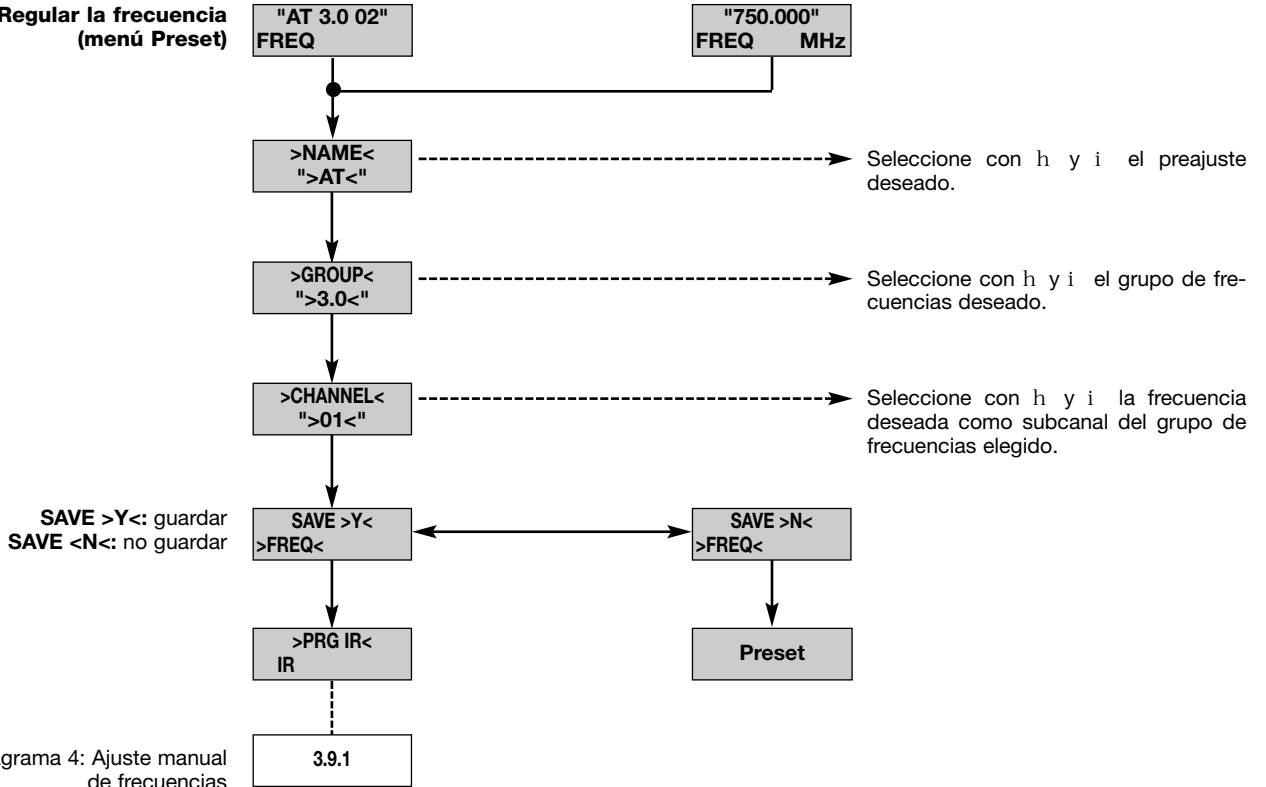 Regular la frecuencia
(menú Preset)
"AT 3.0 02"
FREQ
"750.000"
FREQ MHz
>NAME<
">AT<"
Seleccione con h y i el preajuste
deseado.
>GROUP<
">3.0<"
Seleccione con h y i el grupo de fre-
cuencias deseado.
>CHANNEL<
">01<"
Seleccione con h y i la frecuencia
deseada como subcanal del grupo de
frecuencias elegido.
SAVE >Y<: guardar
SAVE <N<: no guardar
SAVE >Y<
>FREQ<
SAVE >N<
>FREQ<
>PRG IR<
IR
Preset
agrama 4: Ajuste manual
de frecuencias
3.9.1